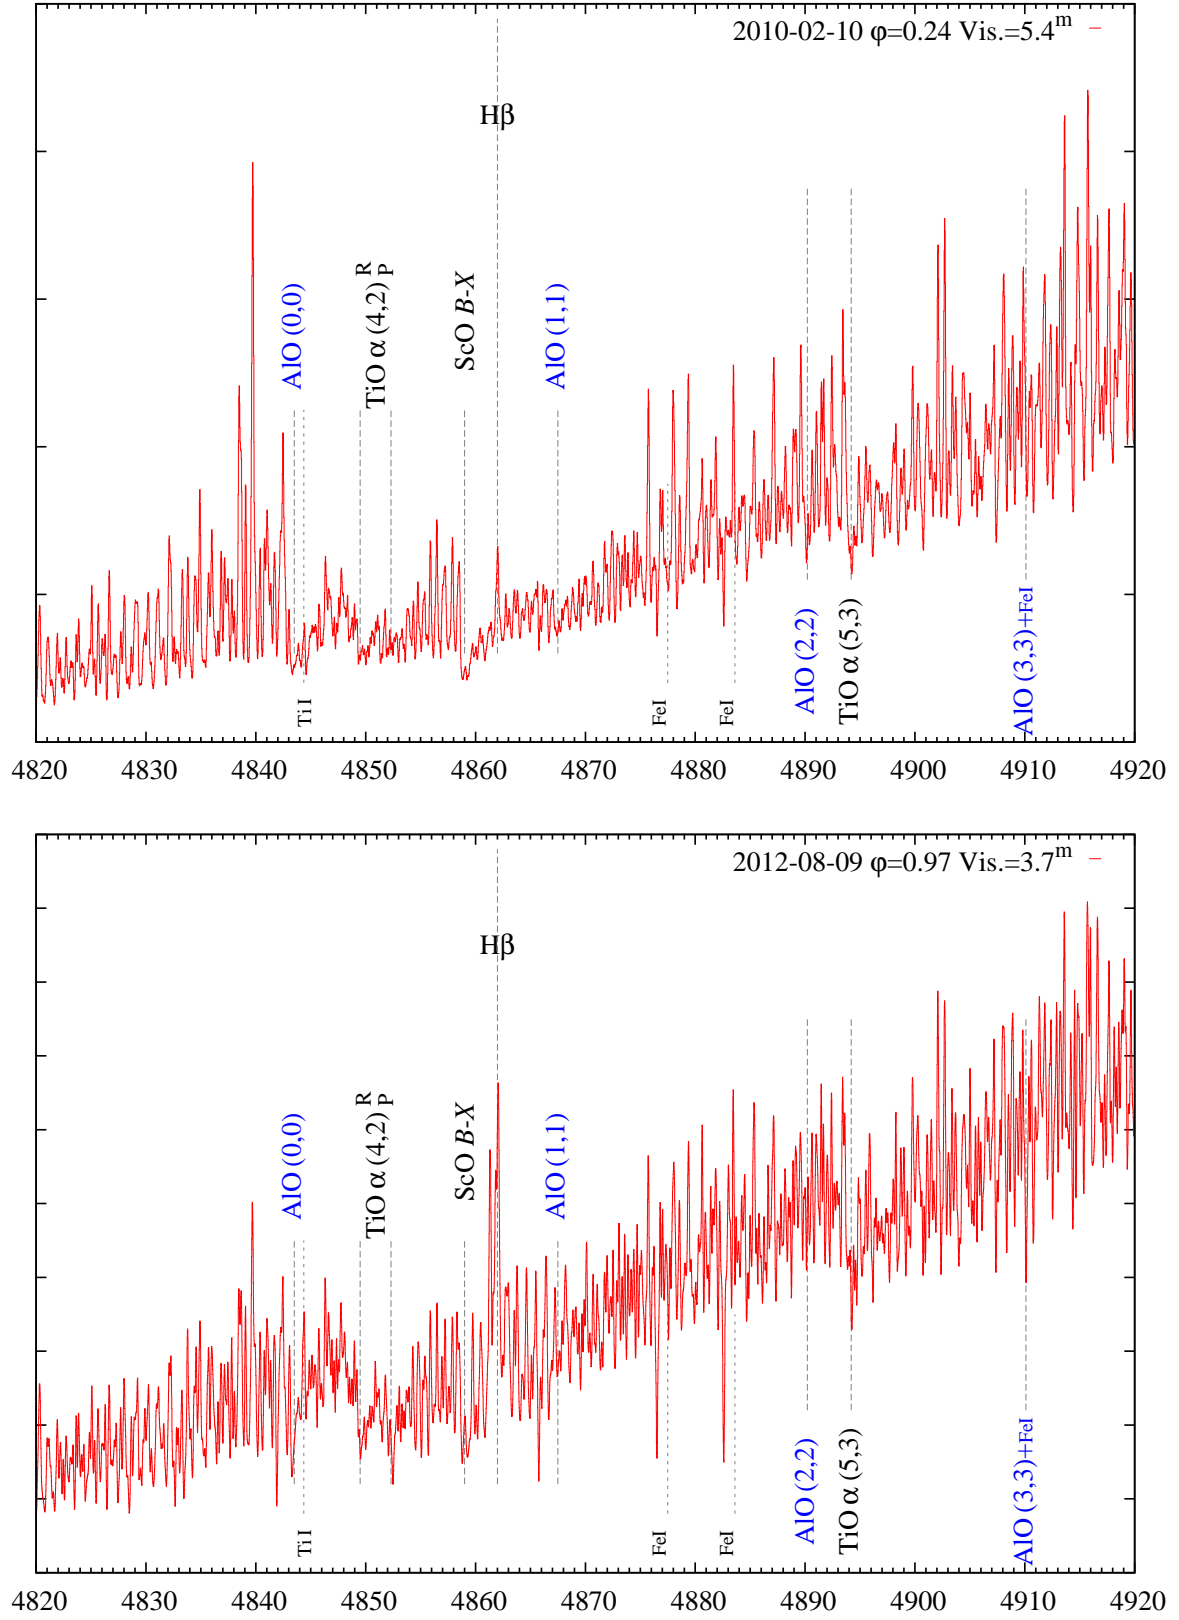 2010-02-10 φ=0.24 Vis.=5.4ᵐ
Hβ
AlO (0,0)
TiO α (4,2) R P
ScO B-X
AlO (1,1)
Ti I
FeI
FeI
AlO (2,2)
TiO α (5,3)
AlO (3,3)+FeI
4820 4830 4840 4850 4860 4870 4880 4890 4900 4910 4920
2012-08-09 φ=0.97 Vis.=3.7ᵐ
Hβ
AlO (0,0)
TiO α (4,2) R P
ScO B-X
AlO (1,1)
Ti I
FeI
FeI
AlO (2,2)
TiO α (5,3)
AlO (3,3)+FeI
4820 4830 4840 4850 4860 4870 4880 4890 4900 4910 4920